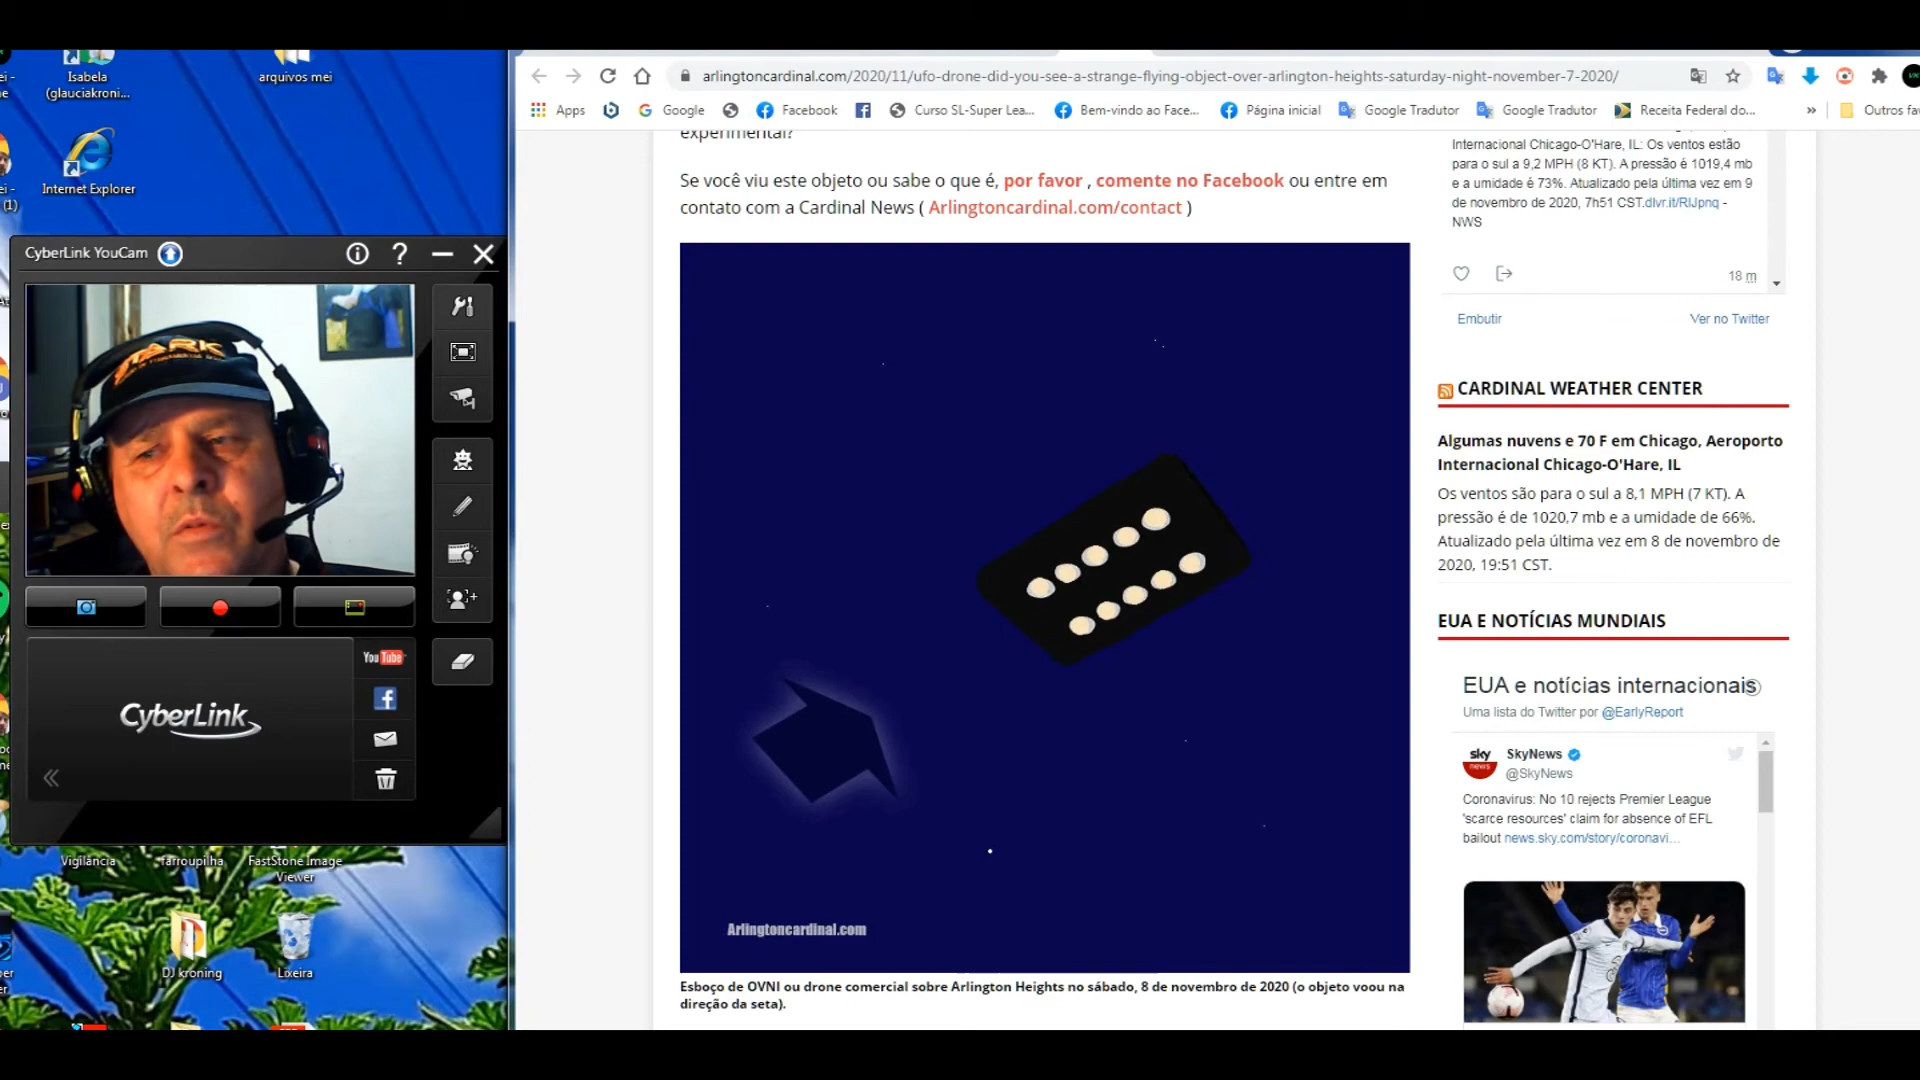 Isabela
(glauciakroni...
arquivos mei
Internet Explorer
(1)
CyberLink YouCam
STARK
You Tube
CyberLink
Vigilância
farroupilha
FastStone Image
Viewer
DJ kroning
Lixeira
arlingtoncardinal.com/2020/11/ufo-drone-did-you-see-a-strange-flying-object-over-arlington-heights-saturday-night-november-7-2020/
Apps
Google
Facebook
Curso SL-Super Lea...
Bem-vindo ao Face...
Página inicial
Google Tradutor
Google Tradutor
Receita Federal do...
»
Outros fav
experimental?
Se você viu este objeto ou sabe o que é, por favor , comente no Facebook ou entre em
contato com a Cardinal News ( Arlingtoncardinal.com/contact )
Arlingtoncardinal.com
Esboço de OVNI ou drone comercial sobre Arlington Heights no sábado, 8 de novembro de 2020 (o objeto voou na
direção da seta).
Internacional Chicago-O'Hare, IL: Os ventos estão
para o sul a 9,2 MPH (8 KT). A pressão é 1019,4 mb
e a umidade é 73%. Atualizado pela última vez em 9
de novembro de 2020, 7h51 CST.dlvr.it/RlJpnq -
NWS
18 m
Embutir
Ver no Twitter
CARDINAL WEATHER CENTER
Algumas nuvens e 70 F em Chicago, Aeroporto
Internacional Chicago-O'Hare, IL
Os ventos são para o sul a 8,1 MPH (7 KT). A
pressão é de 1020,7 mb e a umidade de 66%.
Atualizado pela última vez em 8 de novembro de
2020, 19:51 CST.
EUA E NOTÍCIAS MUNDIAIS
EUA e notícias internacionais
Uma lista do Twitter por @EarlyReport
sky
news
SkyNews
@SkyNews
Coronavirus: No 10 rejects Premier League
'scarce resources' claim for absence of EFL
bailout news.sky.com/story/coronavi...